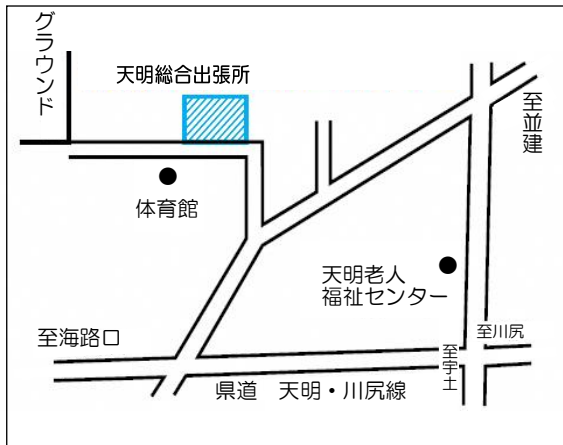 グラウンド
天明総合出張所
至並建
体育館
天明老人
福祉センター
至海路口
至川尻
至宇土
県道　天明・川尻線